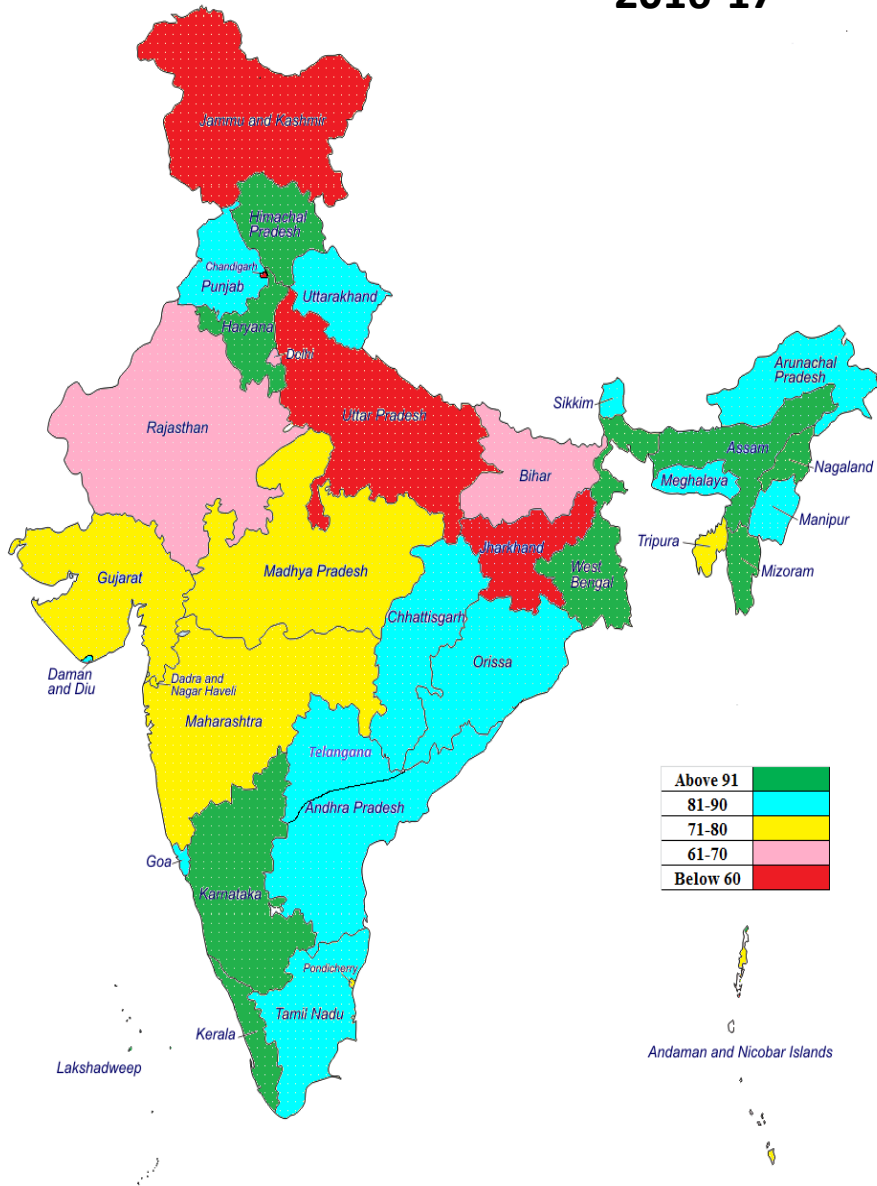 2016-17
Jammu and Kashmir
Himachal
Pradesh
Chandigarh
Punjab
Uttarakhand
Haryana
Delhi
Arunachal
Pradesh
Sikkim
Uttar Pradesh
Rajasthan
Assam
Bihar
Nagaland
Meghalaya
Manipur
Tripura
Jharkhand
West
Bengal
Mizoram
Gujarat
Madhya Pradesh
Chhattisgarh
Orissa
Daman
and Diu
Dadra and
Nagar Haveli
Maharashtra
Telangana
Andhra Pradesh
Above 91
81-90
71-80
61-70
Below 60
Goa
Karnataka
Pondicherry
Tamil Nadu
Kerala
Lakshadweep
Andaman and Nicobar Islands